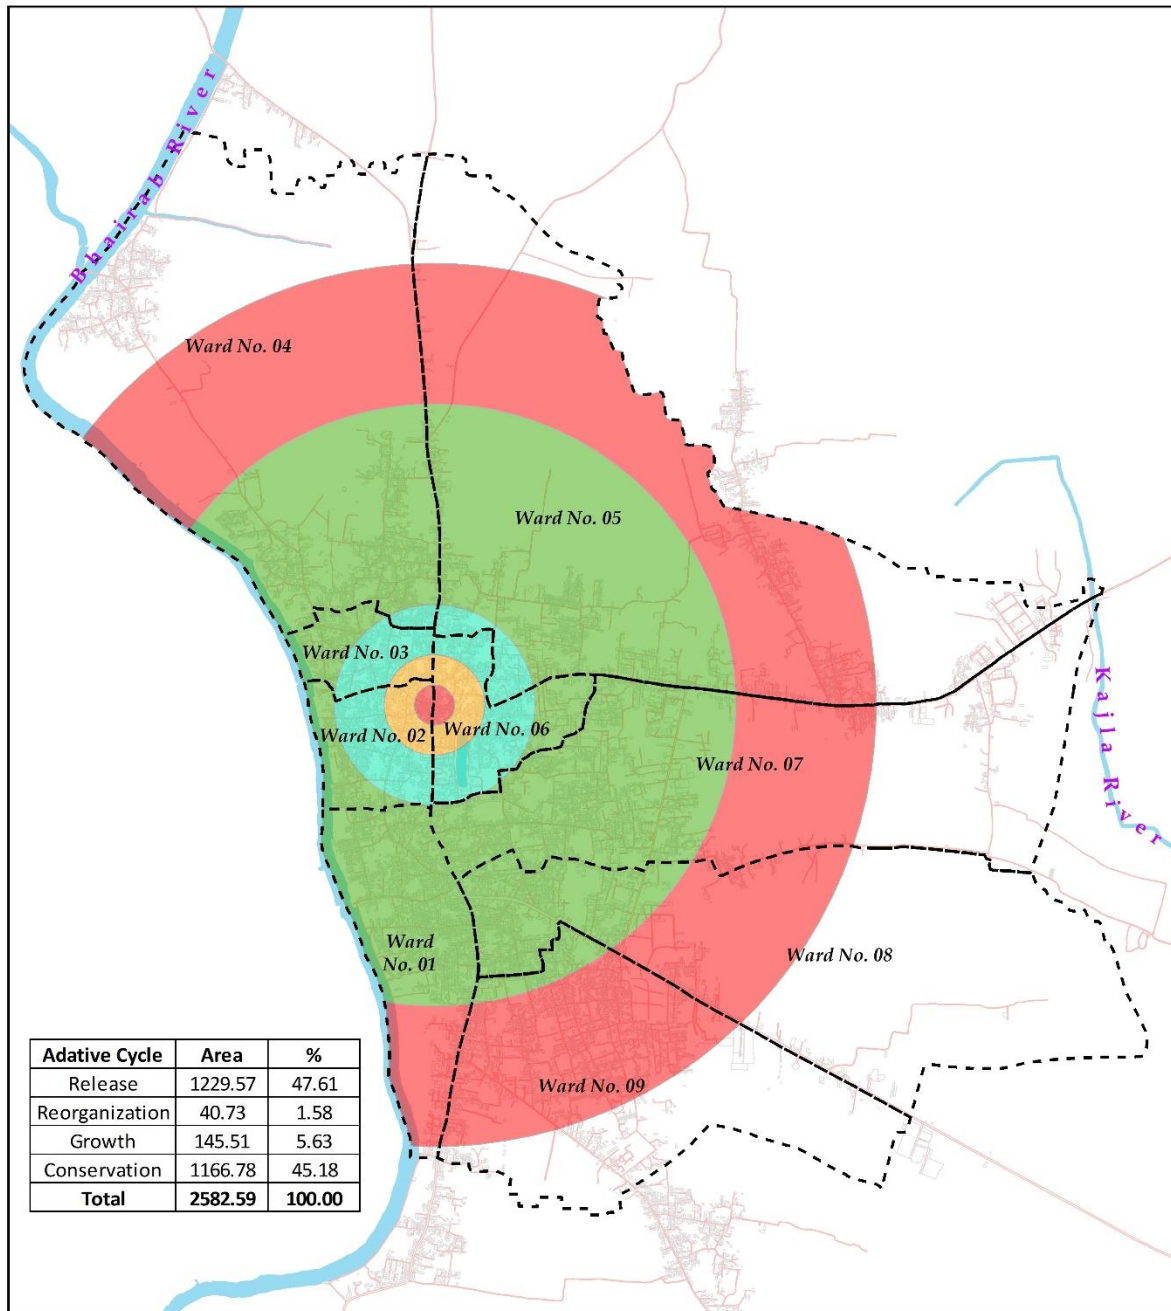 Bhairab River
Ward No. 04
Ward No. 05
Ward No. 03
Ward No. 02
Ward No. 06
Ward No. 07
Kajla River
Ward
No. 01
Ward No. 08
Ward No. 09
Adative Cycle Area %
Release 1229.57 47.61
Reorganization 40.73 1.58
Growth 145.51 5.63
Conservation 1166.78 45.18
Total 2582.59 100.00